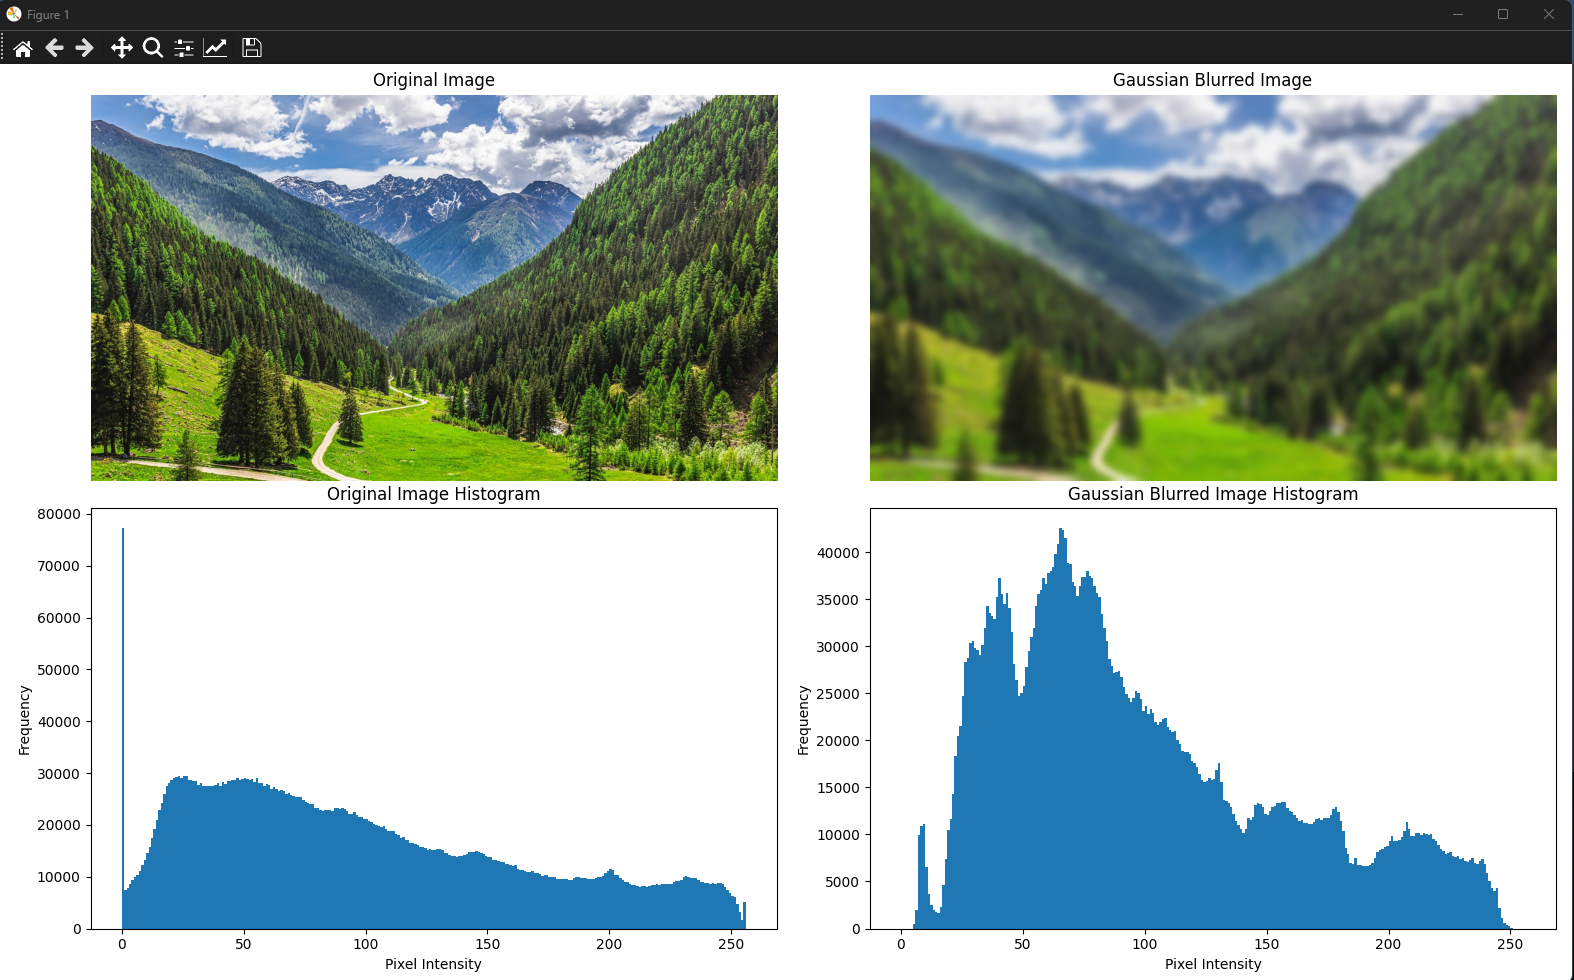 Figure 1
Original Image
Gaussian Blurred Image
Original Image Histogram
Gaussian Blurred Image Histogram
80000
70000
60000
50000
40000
30000
20000
10000
0
Frequency
0 50 100 150 200 250
Pixel Intensity
40000
35000
30000
25000
20000
15000
10000
5000
0
Frequency
0 50 100 150 200 250
Pixel Intensity